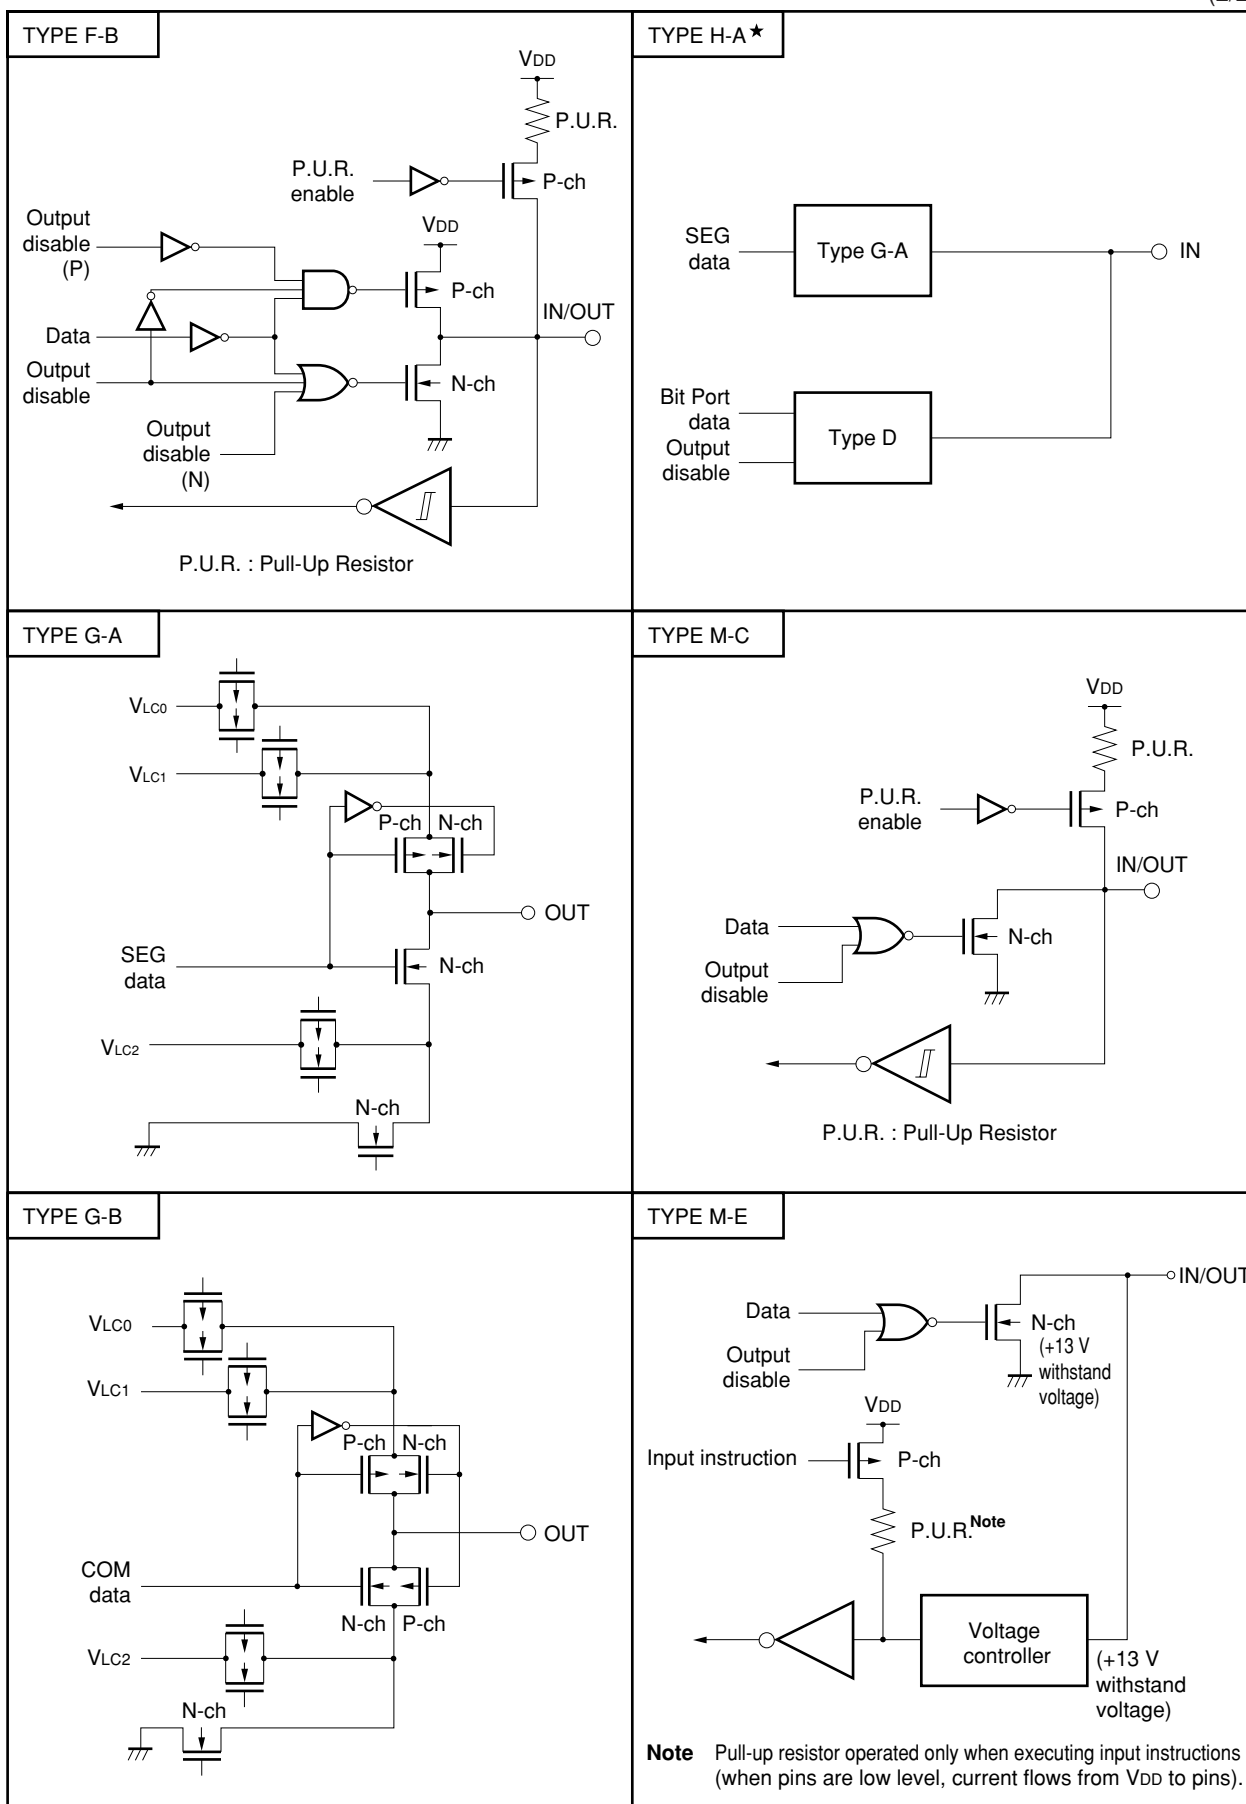 TYPE F-B
VDD
P.U.R.
P.U.R.
enable
P-ch
Output
disable
(P)
VDD
P-ch
IN/OUT
Data
Output
disable
N-ch
Output
disable
(N)
P.U.R. : Pull-Up Resistor
TYPE H-A★
SEG
data
Type G-A
IN
Bit Port
data
Output
disable
Type D
TYPE G-A
VLC0
VLC1
P-ch N-ch
OUT
SEG
data
N-ch
VLC2
N-ch
TYPE M-C
VDD
P.U.R.
P.U.R.
enable
P-ch
IN/OUT
Data
Output
disable
N-ch
P.U.R. : Pull-Up Resistor
TYPE G-B
VLC0
VLC1
P-ch N-ch
OUT
COM
data
N-ch P-ch
VLC2
N-ch
TYPE M-E
IN/OUT
Data
Output
disable
N-ch
(+13 V
withstand
voltage)
VDD
Input instruction
P-ch
P.U.R.Note
Voltage
controller
(+13 V
withstand
voltage)
Note Pull-up resistor operated only when executing input instructions
(when pins are low level, current flows from VDD to pins).